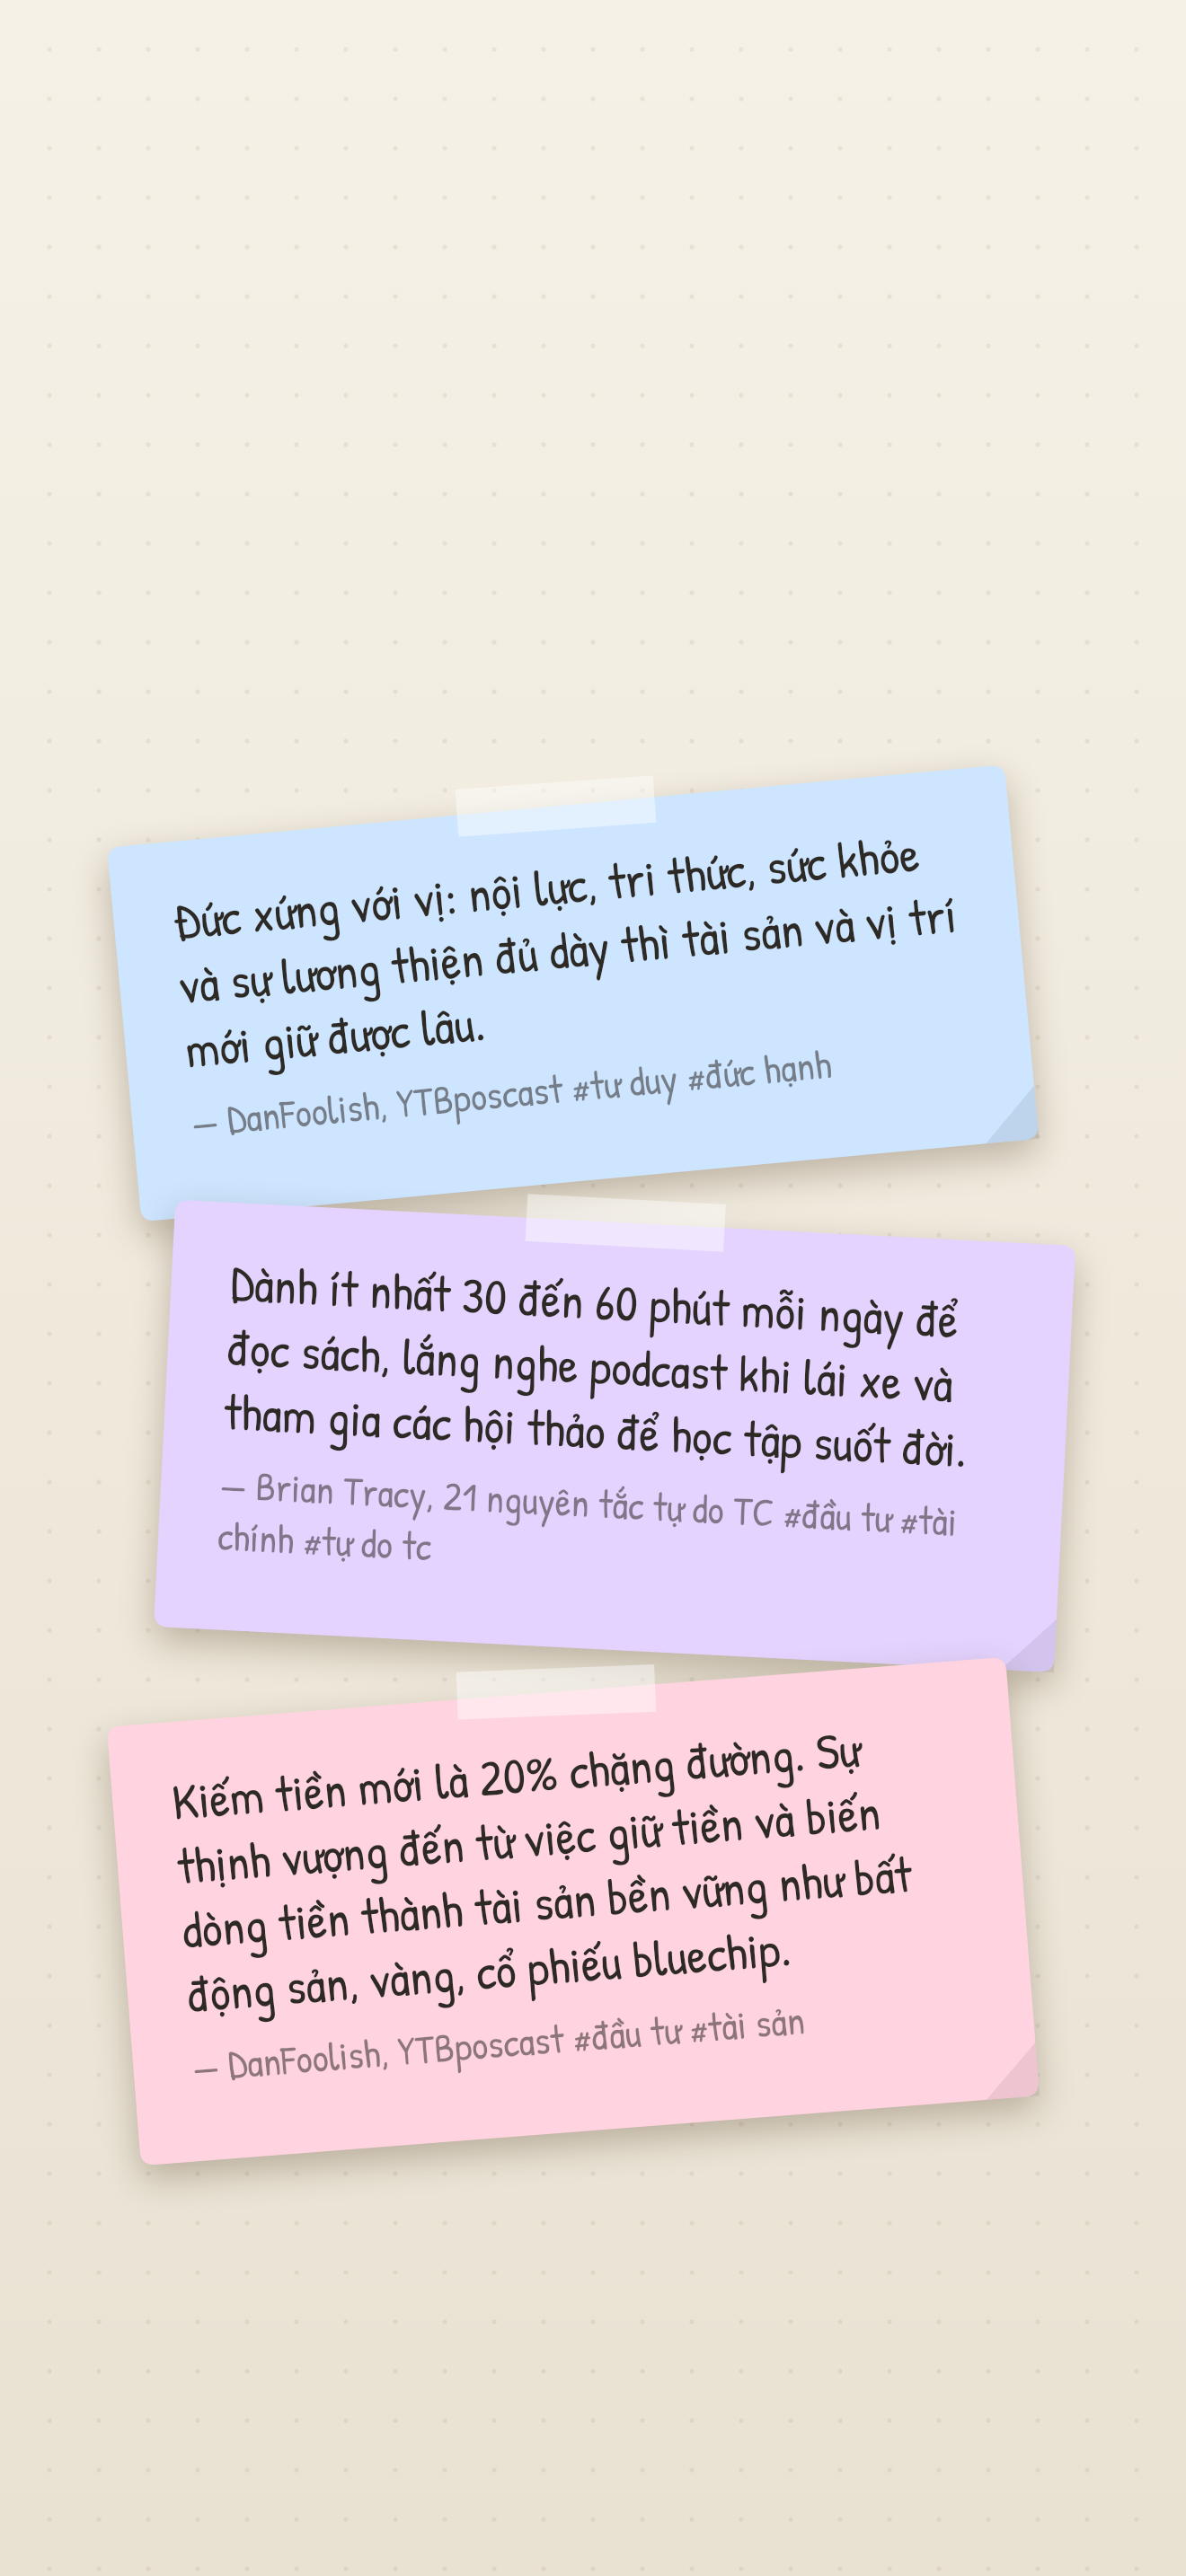 Đức xứng với vị: nội lực, tri thức, sức khỏe
và sự lương thiện đủ dày thì tài sản và vị trí
mới giữ được lâu.
— DanFoolish, YTBposcast #tư duy #đức hạnh
Dành ít nhất 30 đến 60 phút mỗi ngày để
đọc sách, lắng nghe podcast khi lái xe và
tham gia các hội thảo để học tập suốt đời.
— Brian Tracy, 21 nguyên tắc tự do TC #đầu tư #tài
chính #tự do tc
Kiếm tiền mới là 20% chặng đường. Sự
thịnh vượng đến từ việc giữ tiền và biến
dòng tiền thành tài sản bền vững như bất
động sản, vàng, cổ phiếu bluechip.
— DanFoolish, YTBposcast #đầu tư #tài sản